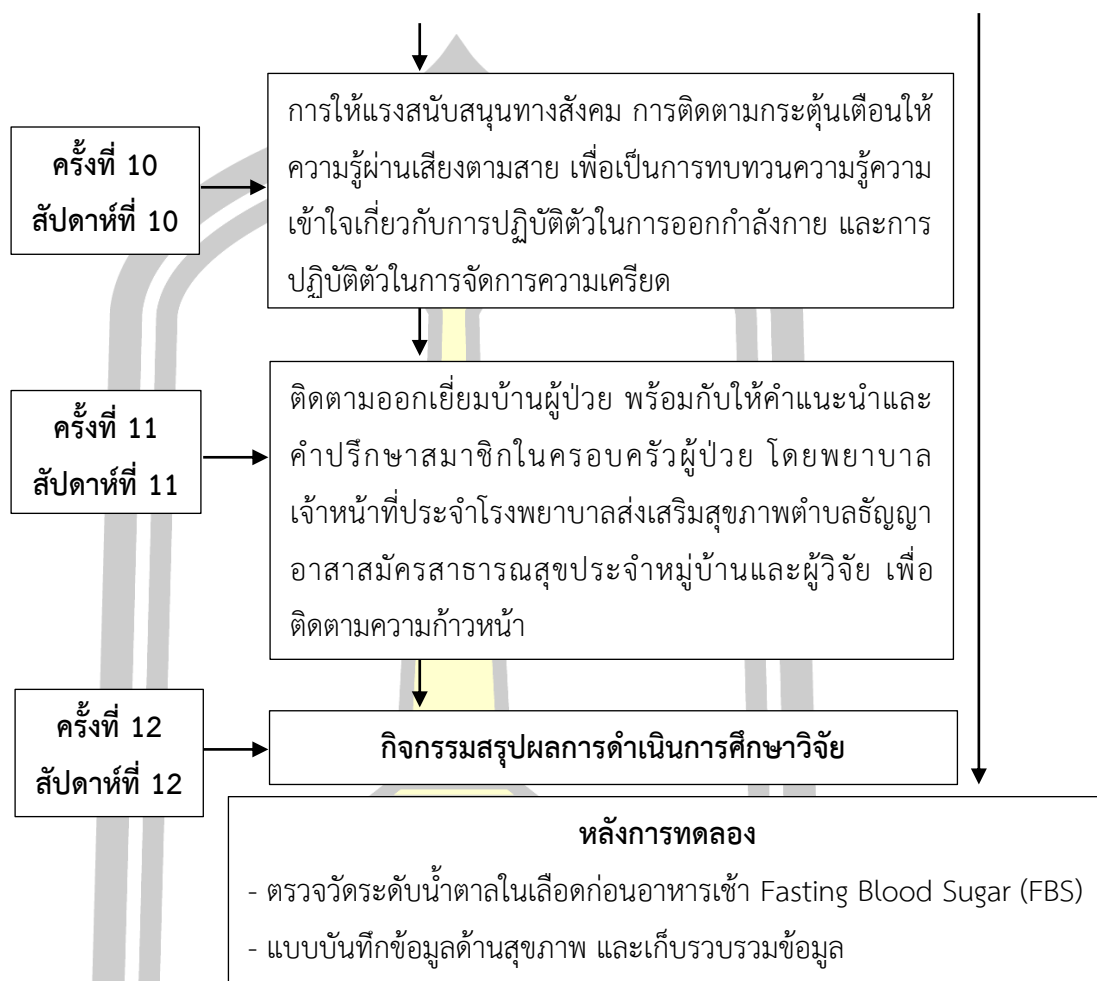 ครั้งที่ 10
สัปดาห์ที่ 10
การให้แรงสนับสนุนทางสังคม การติดตามกระตุ้นเตือนให้
ความรู้ผ่านเสียงตามสาย เพื่อเป็นการทบทวนความรู้ความ
เข้าใจเกี่ยวกับการปฏิบัติตัวในการออกกำลังกาย และการ
ปฏิบัติตัวในการจัดการความเครียด
ครั้งที่ 11
สัปดาห์ที่ 11
ติดตามออกเยี่ยมบ้านผู้ป่วย พร้อมกับให้คำแนะนำและ
คำปรึกษาสมาชิกในครอบครัวผู้ป่วย โดยพยาบาล
เจ้าหน้าที่ประจำโรงพยาบาลส่งเสริมสุขภาพตำบลธัญญา
อาสาสมัครสาธารณสุขประจำหมู่บ้านและผู้วิจัย เพื่อ
ติดตามความก้าวหน้า
ครั้งที่ 12
สัปดาห์ที่ 12
กิจกรรมสรุปผลการดำเนินการศึกษาวิจัย
หลังการทดลอง
- ตรวจวัดระดับน้ำตาลในเลือดก่อนอาหารเช้า Fasting Blood Sugar (FBS)
- แบบบันทึกข้อมูลด้านสุขภาพ และเก็บรวบรวมข้อมูล